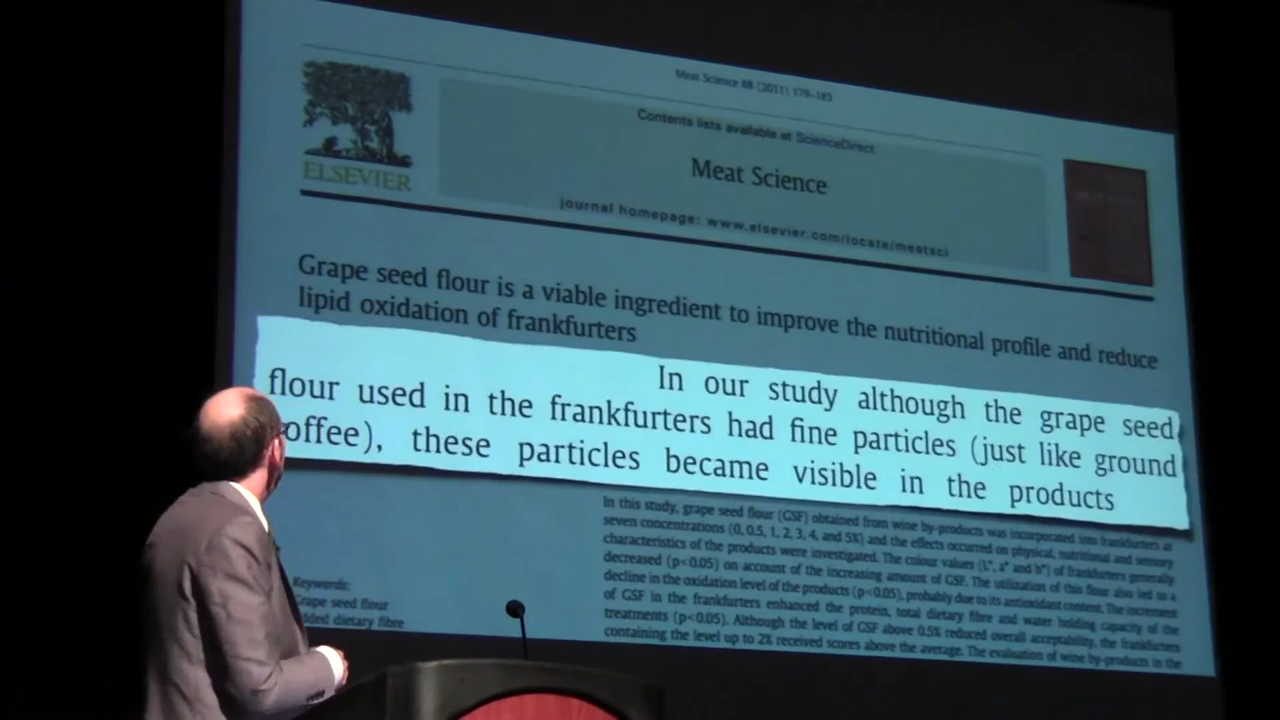 Meat Science 88 (2011) 179–183
Contents lists available at ScienceDirect
Meat Science
journal homepage: www.elsevier.com/locate/meatsci
ELSEVIER
Grape seed flour is a viable ingredient to improve the nutritional profile and reduce
lipid oxidation of frankfurters
In our study although the grape seed
flour used in the frankfurters had fine particles (just like ground
offee), these particles became visible in the products
In this study, grape seed flour (GSF) obtained from wine by-products was incorporated into frankfurters at
seven concentrations (0, 0.5, 1, 2, 3, 4, and 5%) and the effects occurred on physical, nutritional and sensory
characteristics of the products were investigated. The colour values (L*, a* and b*) of frankfurters generally
decreased (p<0.05) on account of the increasing amount of GSF. The utilization of this flour also led to a
decline in the oxidation level of the products (p<0.05), probably due to its antioxidant content. The increment
of GSF in the frankfurters enhanced the protein, total dietary fibre and water holding capacity of the
treatments (p<0.05). Although the level of GSF above 0.5% reduced overall acceptability, the frankfurters
containing the level up to 2% received scores above the average. The evaluation of wine by-products in the
Keywords:
Grape seed flour
dded dietary fibre